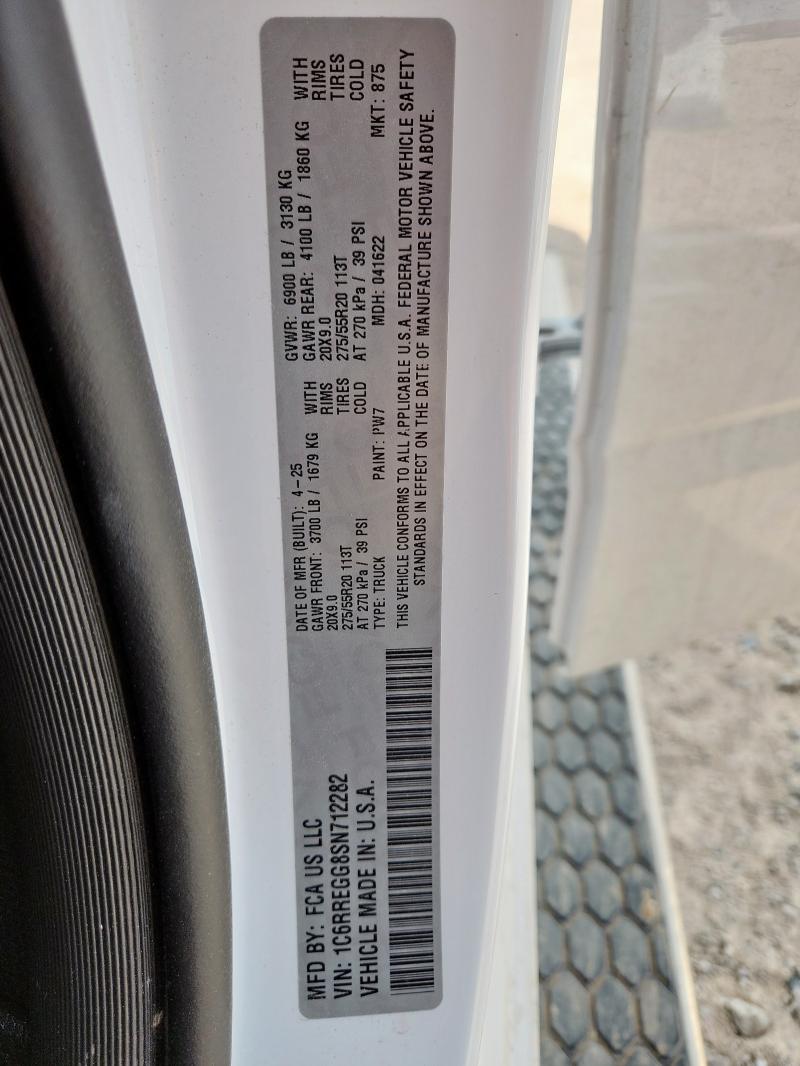 MFD BY: FCA US LLC
VIN: 1C6RREGG8SN712282
VEHICLE MADE IN: U.S.A.
DATE OF MFR (BUILT): 4-25 GVWR: 6900 LB / 3130 KG
GAWR FRONT: 3700 LB / 1679 KG WITH GAWR REAR: 4100 LB / 1860 KG WITH
20X9.0 RIMS 20X9.0 RIMS
275/55R20 113T TIRES 275/55R20 113T TIRES
AT 270 kPa / 39 PSI COLD AT 270 kPa / 39 PSI COLD
TYPE: TRUCK PAINT: PW7 MDH: 041622 MKT: 875
THIS VEHICLE CONFORMS TO ALL APPLICABLE U.S.A. FEDERAL MOTOR VEHICLE SAFETY
STANDARDS IN EFFECT ON THE DATE OF MANUFACTURE SHOWN ABOVE.